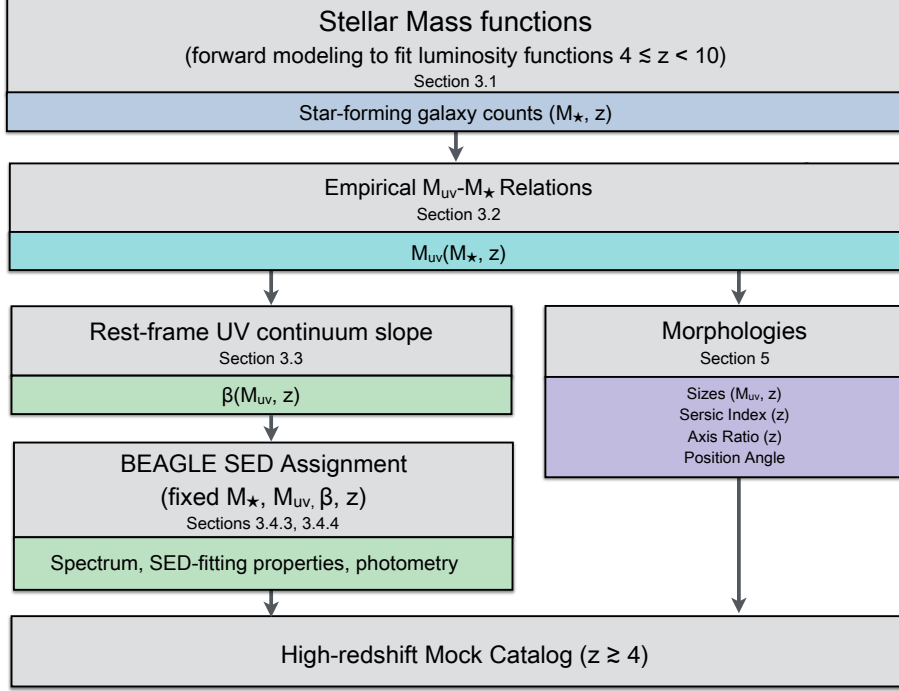 Stellar Mass functions
(forward modeling to fit luminosity functions 4 ≲ z < 10)
Section 3.1
Star-forming galaxy counts (M★, z)
Empirical Muv-M★ Relations
Section 3.2
Muv(M★, z)
Rest-frame UV continuum slope
Section 3.3
β(Muv, z)
BEAGLE SED Assignment
(fixed M★, Muv, β, z)
Sections 3.4.3, 3.4.4
Spectrum, SED-fitting properties, photometry
Morphologies
Section 5
Sizes (Muv, z)
Sersic Index (z)
Axis Ratio (z)
Position Angle
High-redshift Mock Catalog (z ≳ 4)